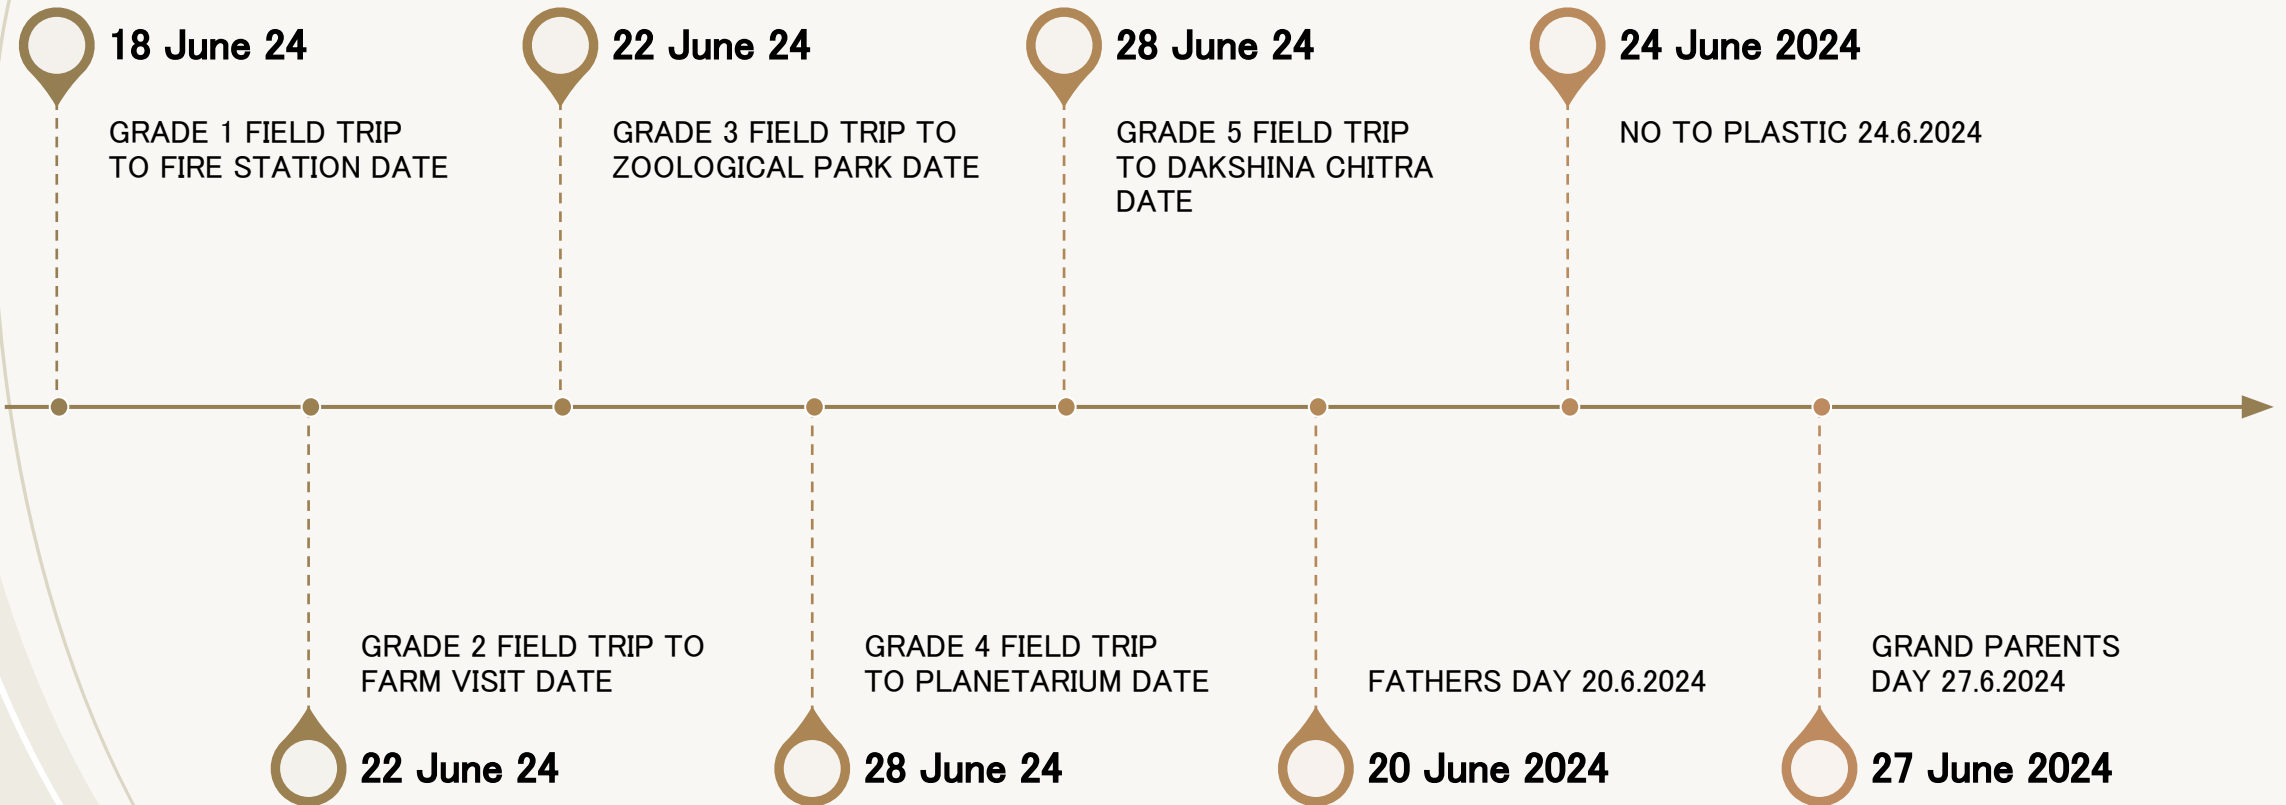 18 June 24
GRADE 1 FIELD TRIP
TO FIRE STATION DATE
22 June 24
GRADE 3 FIELD TRIP TO
ZOOLOGICAL PARK DATE
28 June 24
GRADE 5 FIELD TRIP
TO DAKSHINA CHITRA
DATE
24 June 2024
NO TO PLASTIC 24.6.2024
GRADE 2 FIELD TRIP TO
FARM VISIT DATE
22 June 24
GRADE 4 FIELD TRIP
TO PLANETARIUM DATE
28 June 24
FATHERS DAY 20.6.2024
20 June 2024
GRAND PARENTS
DAY 27.6.2024
27 June 2024